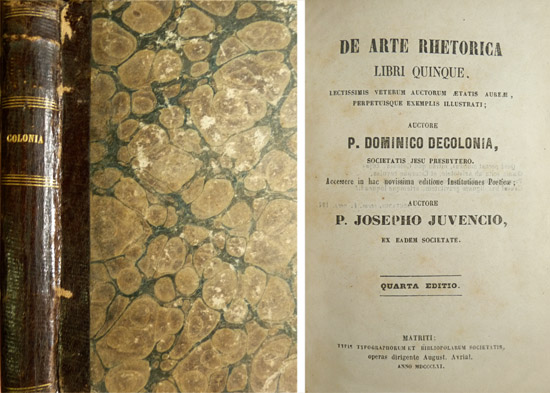 COLONIA
DE ARTE RHETORICA
LIBRI QUINQUE.
LECTISSIMIS VETERUM AUCTORUM ÆTATIS AUREÆ,
PERPETUISQUE EXEMPLIS ILLUSTRATI;
AUCTORE
P. DOMINICO DECOLONIA,
SOCIETATIS JESU PRESBYTERO.
Accessere in hac novissima editione Institutiones Poeticæ;
AUCTORE
P. JOSEPHO JUVENCIO,
EX EADEM SOCIETATE.
QUARTA EDITIO.
MATRITI:
TYPIS TYPOGRAPHORUM ET BIBLIOPOLARUM SOCIETATIS,
operas dirigente August. Avrial.
ANNO MDCCCLXI.